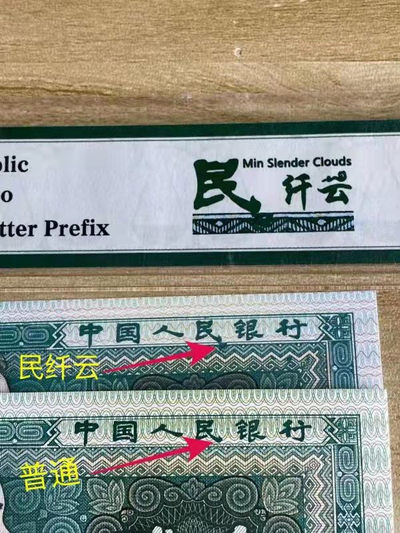 blic
o
tter Prefix
民 Min Slender Clouds
纤云
中国人民银行
民纤云
中国人民银行
普通